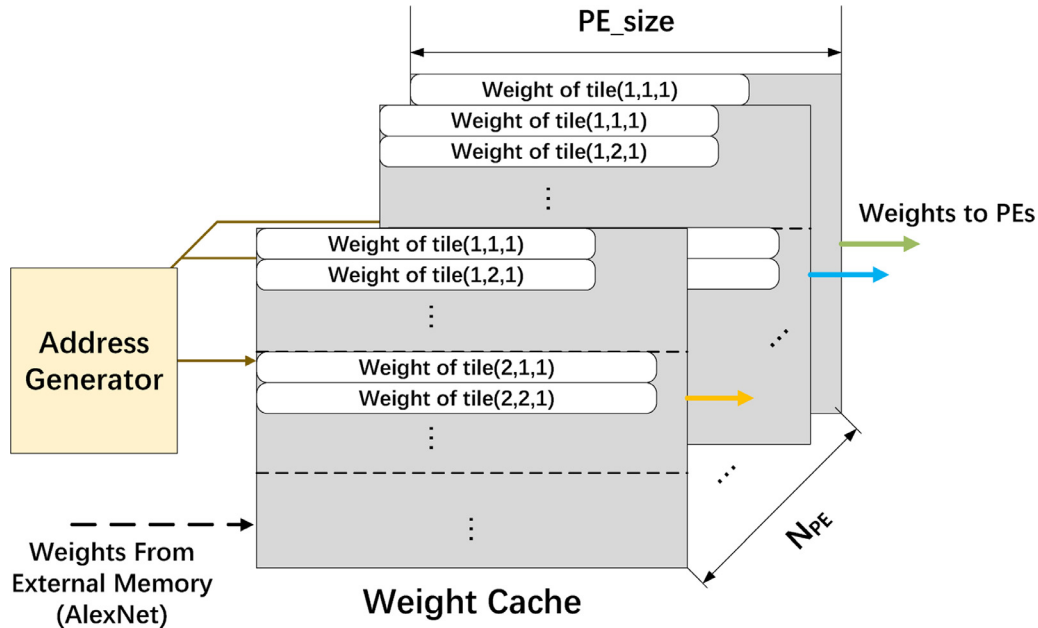 PE_size
Weight of tile(1,1,1)
Weight of tile(1,1,1)
Weight of tile(1,2,1)
⋮
Weights to PEs
Weight of tile(1,1,1)
Weight of tile(1,2,1)
⋮
...
Address
Generator
Weight of tile(2,1,1)
Weight of tile(2,2,1)
⋮
...
⋮
NPE
Weights From
External Memory
(AlexNet)
Weight Cache